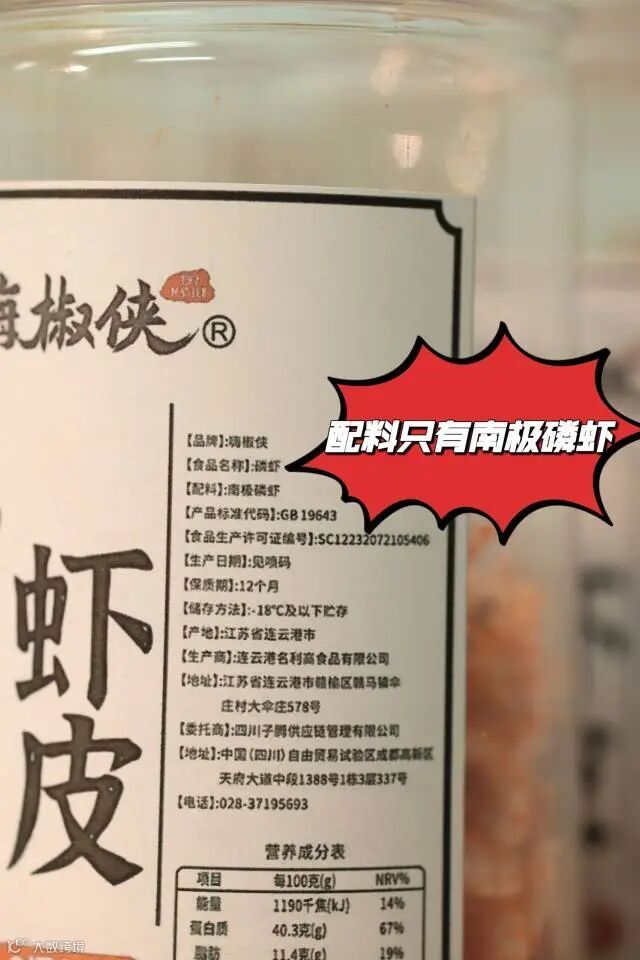 椒侠
THE MASTER
®
配料只有南极磷虾
虾皮
【品牌】:嗨椒侠
【食品名称】:磷虾
【配料】:南极磷虾
【产品标准代码】:GB 19643
【食品生产许可证编号】:SC12232072105406
【生产日期】:见喷码
【保质期】:12个月
【储存方法】:-18℃及以下贮存
【产地】:江苏省连云港市
【生产商】:连云港名利高食品有限公司
【地址】:江苏省连云港市赣榆区赣马镇伞
庄村大伞庄578号
【委托商】:四川子腾供应链管理有限公司
【地址】:中国(四川)自由贸易试验区成都高新区
天府大道中段1388号1栋3层337号
【电话】:028-37195693
营养成分表
项目 每100克(g) NRV%
能量 1190千焦(kJ) 14%
蛋白质 40.3克(g) 67%
脂肪 11.4克(g) 19%
大数跨境